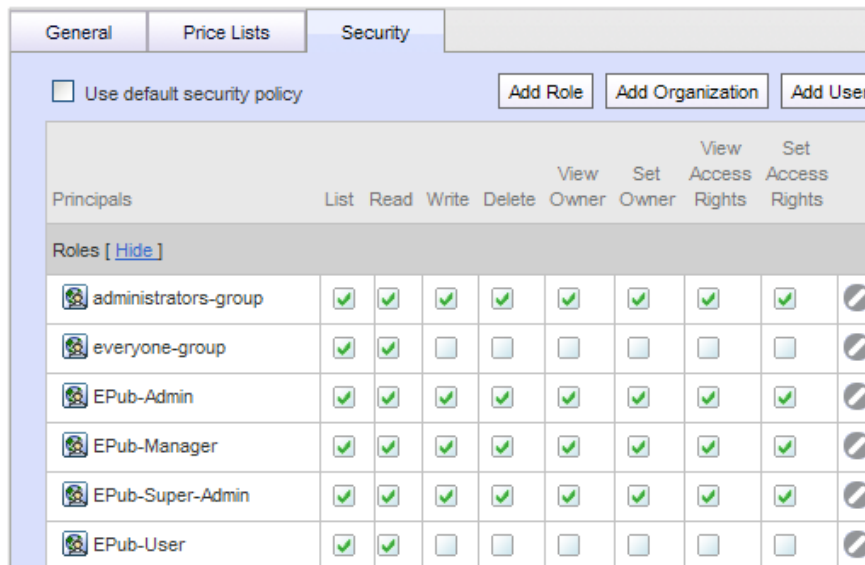 General Price Lists Security
Use default security policy Add Role Add Organization Add User
View Set
View Set Access Access
Principals List Read Write Delete Owner Owner Rights Rights
Roles [ Hide ]
administrators-group
everyone-group
EPub-Admin
EPub-Manager
EPub-Super-Admin
EPub-User